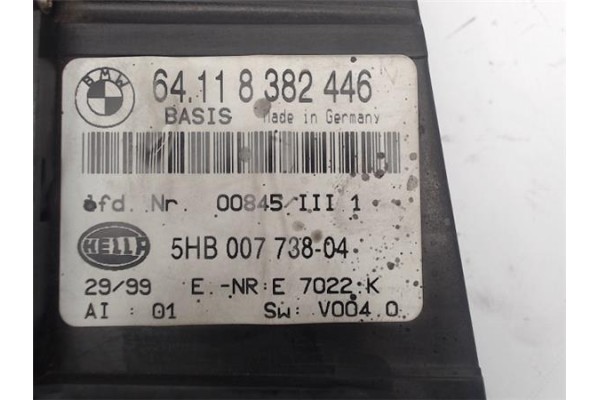 BMW 64.11 8 382 446
BASIS Made in Germany
Lfd. Nr. 00845/III 1
HELLA 5HB 007 738-04
29/99 E.-NR:E 7022 K
AI : 01 Sw: V004.0